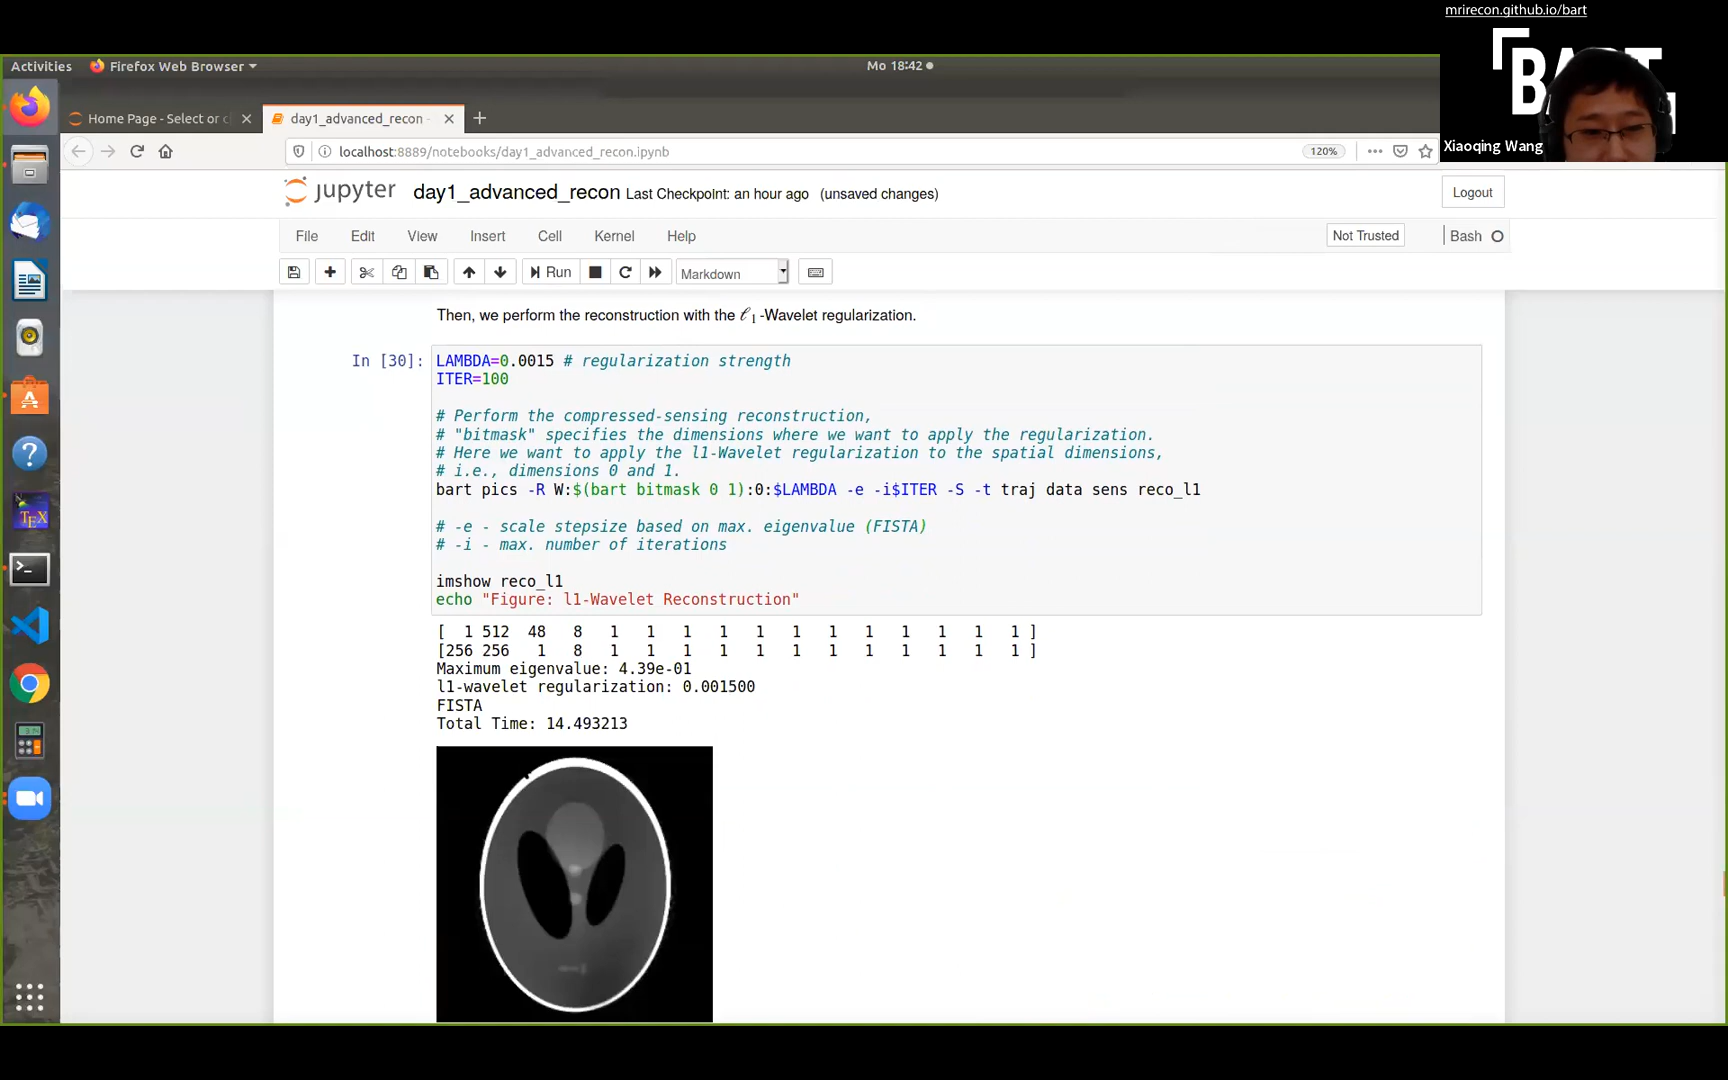 mrirecon.github.io/bart
Activities
Firefox Web Browser
Mo 18:42
Home Page - Select or c
day1_advanced_recon -
Xiaoqing Wang
localhost:8889/notebooks/day1_advanced_recon.ipynb
120%
jupyter
day1_advanced_recon Last Checkpoint: an hour ago (unsaved changes)
Logout
File Edit View Insert Cell Kernel Help
Not Trusted
Bash
Run
Markdown
Then, we perform the reconstruction with the ℓ1-Wavelet regularization.
In [30]:
LAMBDA=0.0015 # regularization strength
ITER=100
# Perform the compressed-sensing reconstruction,
# "bitmask" specifies the dimensions where we want to apply the regularization.
# Here we want to apply the l1-Wavelet regularization to the spatial dimensions,
# i.e., dimensions 0 and 1.
bart pics -R W:$(bart bitmask 0 1):0:$LAMBDA -e -i$ITER -S -t traj data sens reco_l1
# -e - scale stepsize based on max. eigenvalue (FISTA)
# -i - max. number of iterations
imshow reco_l1
echo "Figure: l1-Wavelet Reconstruction"
[ 1 512 48 8 1 1 1 1 1 1 1 1 1 1 1 1 ]
[256 256 1 8 1 1 1 1 1 1 1 1 1 1 1 1 ]
Maximum eigenvalue: 4.39e-01
l1-wavelet regularization: 0.001500
FISTA
Total Time: 14.493213